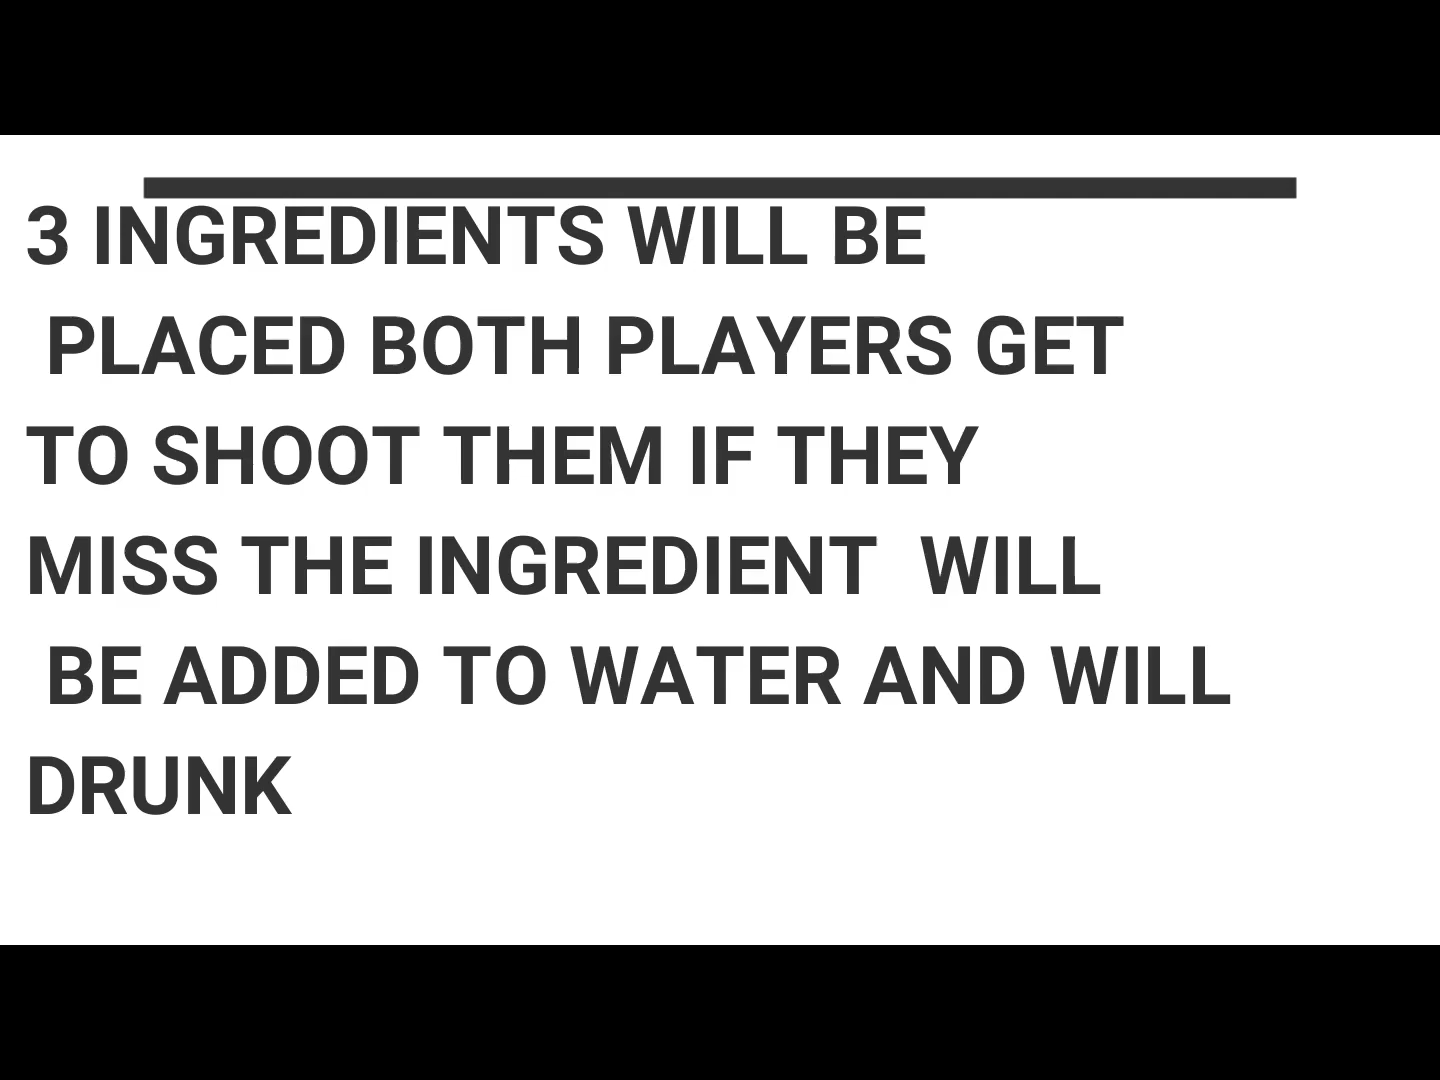 3 INGREDIENTS WILL BE
PLACED BOTH PLAYERS GET
TO SHOOT THEM IF THEY
MISS THE INGREDIENT  WILL
BE ADDED TO WATER AND WILL
DRUNK